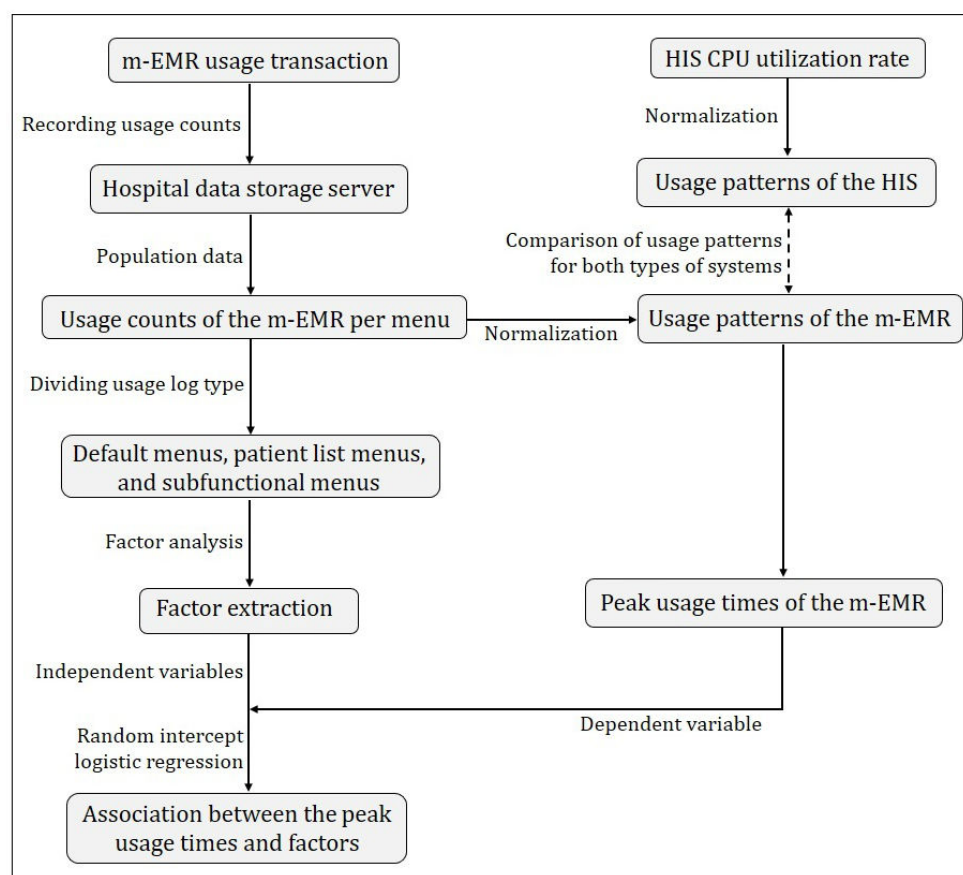 m-EMR usage transaction
HIS CPU utilization rate
Recording usage counts
Normalization
Hospital data storage server
Usage patterns of the HIS
Population data
Comparison of usage patterns
for both types of systems
Usage counts of the m-EMR per menu
Normalization
Usage patterns of the m-EMR
Dividing usage log type
Default menus, patient list menus,
and subfunctional menus
Factor analysis
Factor extraction
Peak usage times of the m-EMR
Independent variables
Dependent variable
Random intercept
logistic regression
Association between the peak
usage times and factors